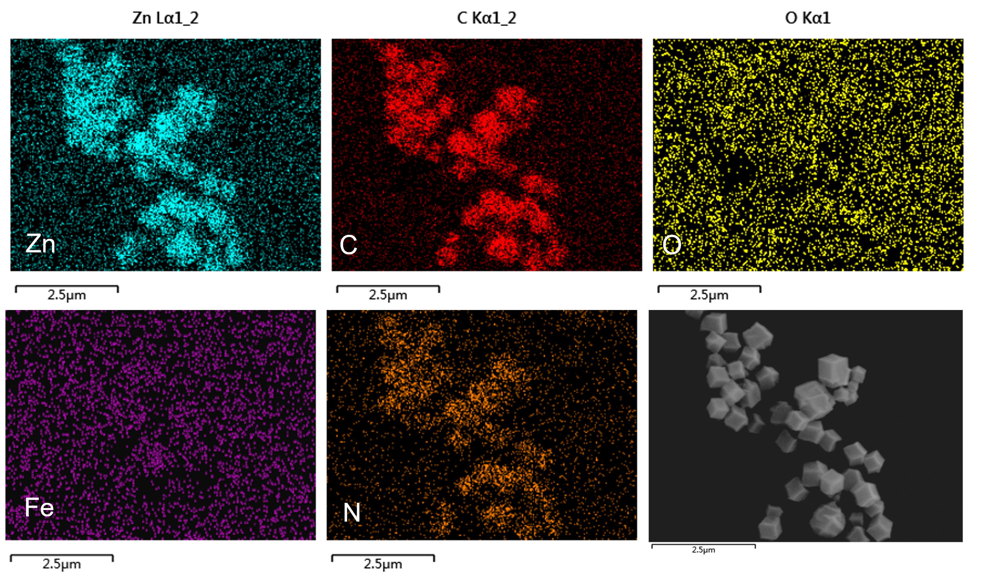 Zn Lα1_2
C Kα1_2
O Kα1
Zn
C
O
2.5µm
2.5µm
2.5µm
Fe
N
2.5µm
2.5µm
2.5µm